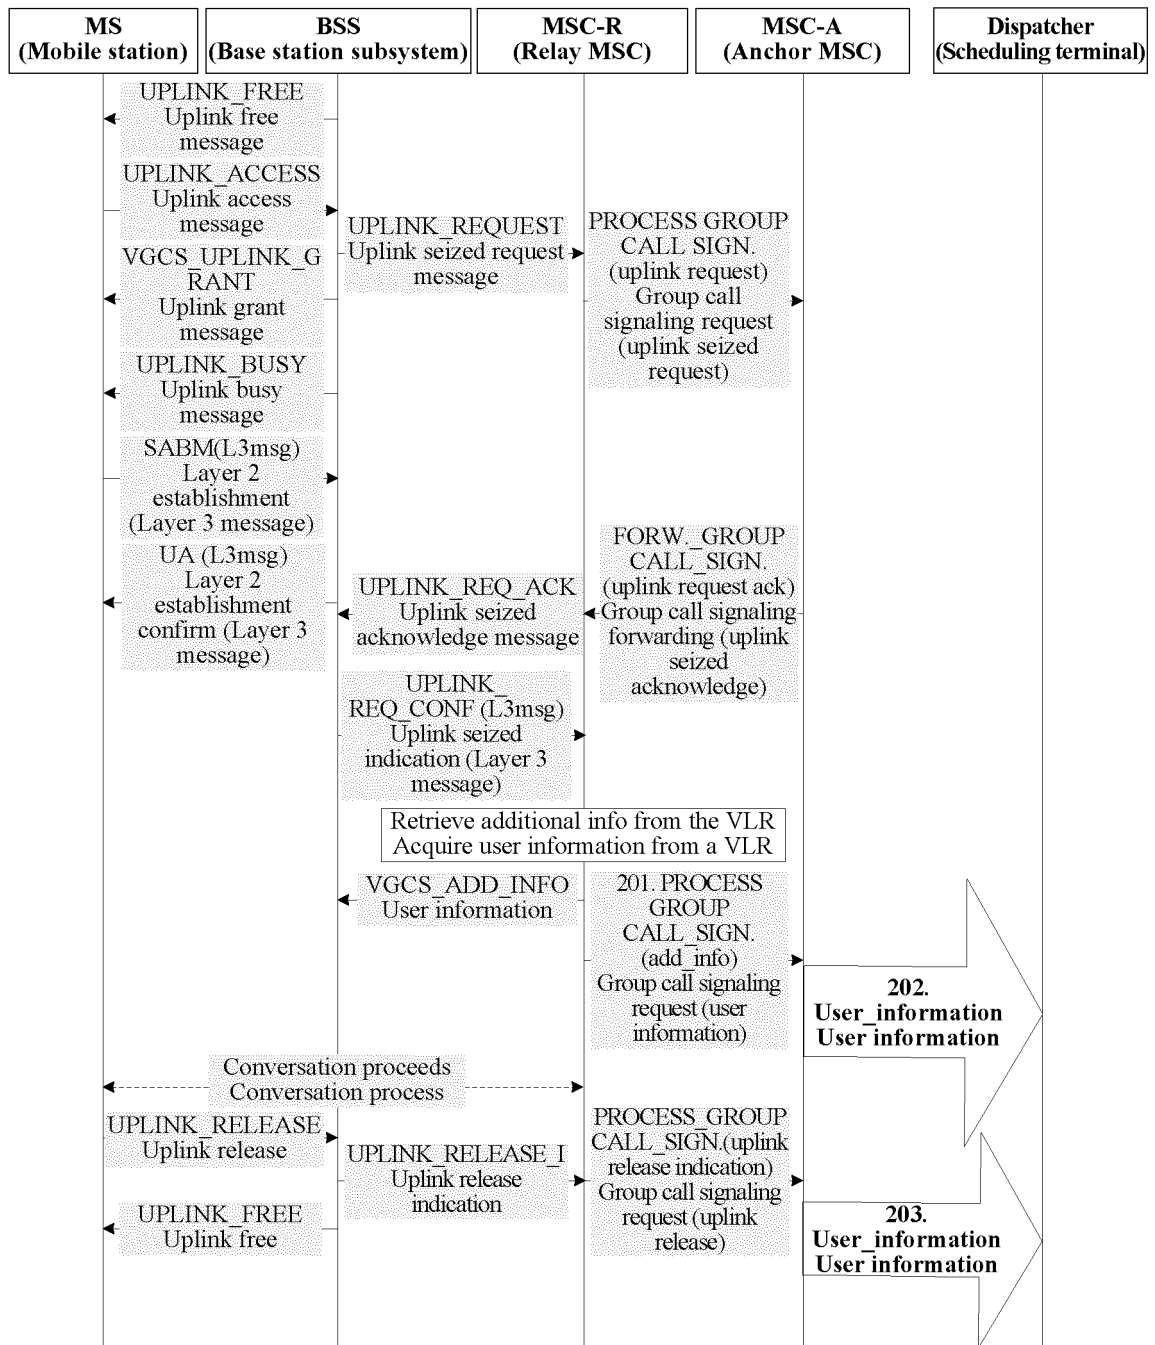 MS
(Mobile station)
BSS
(Base station subsystem)
MSC-R
(Relay MSC)
MSC-A
(Anchor MSC)
Dispatcher
(Scheduling terminal)
UPLINK_FREE
Uplink free
message
UPLINK_ACCESS
Uplink access
message
UPLINK_REQUEST
Uplink seized request
message
PROCESS GROUP
CALL SIGN.
(uplink request)
Group call
signaling request
(uplink seized
request)
VGCS_UPLINK_G
RANT
Uplink grant
message
UPLINK_BUSY
Uplink busy
message
SABM(L3msg)
Layer 2
establishment
(Layer 3 message)
UA (L3msg)
Layer 2
establishment
confirm (Layer 3
message)
FORW._GROUP
CALL_SIGN.
(uplink request ack)
Group call signaling
forwarding (uplink
seized
acknowledge)
UPLINK_REQ_ACK
Uplink seized
acknowledge message
UPLINK_
REQ_CONF (L3msg)
Uplink seized
indication (Layer 3
message)
Retrieve additional info from the VLR
Acquire user information from a VLR
VGCS_ADD_INFO
User information
201. PROCESS
GROUP
CALL_SIGN.
(add_info)
Group call signaling
request (user
information)
202.
User_information
User information
Conversation proceeds
Conversation process
UPLINK_RELEASE
Uplink release
UPLINK_RELEASE_I
Uplink release
indication
PROCESS_GROUP
CALL_SIGN.(uplink
release indication)
Group call signaling
request (uplink
release)
UPLINK_FREE
Uplink free
203.
User_information
User information